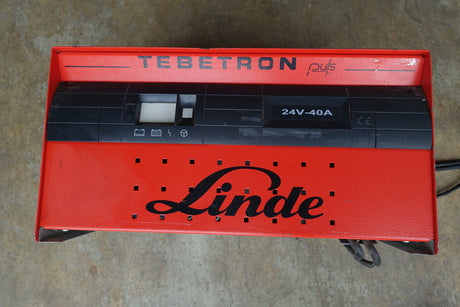 TEBETRON puls
24V-40A
CE
Linde